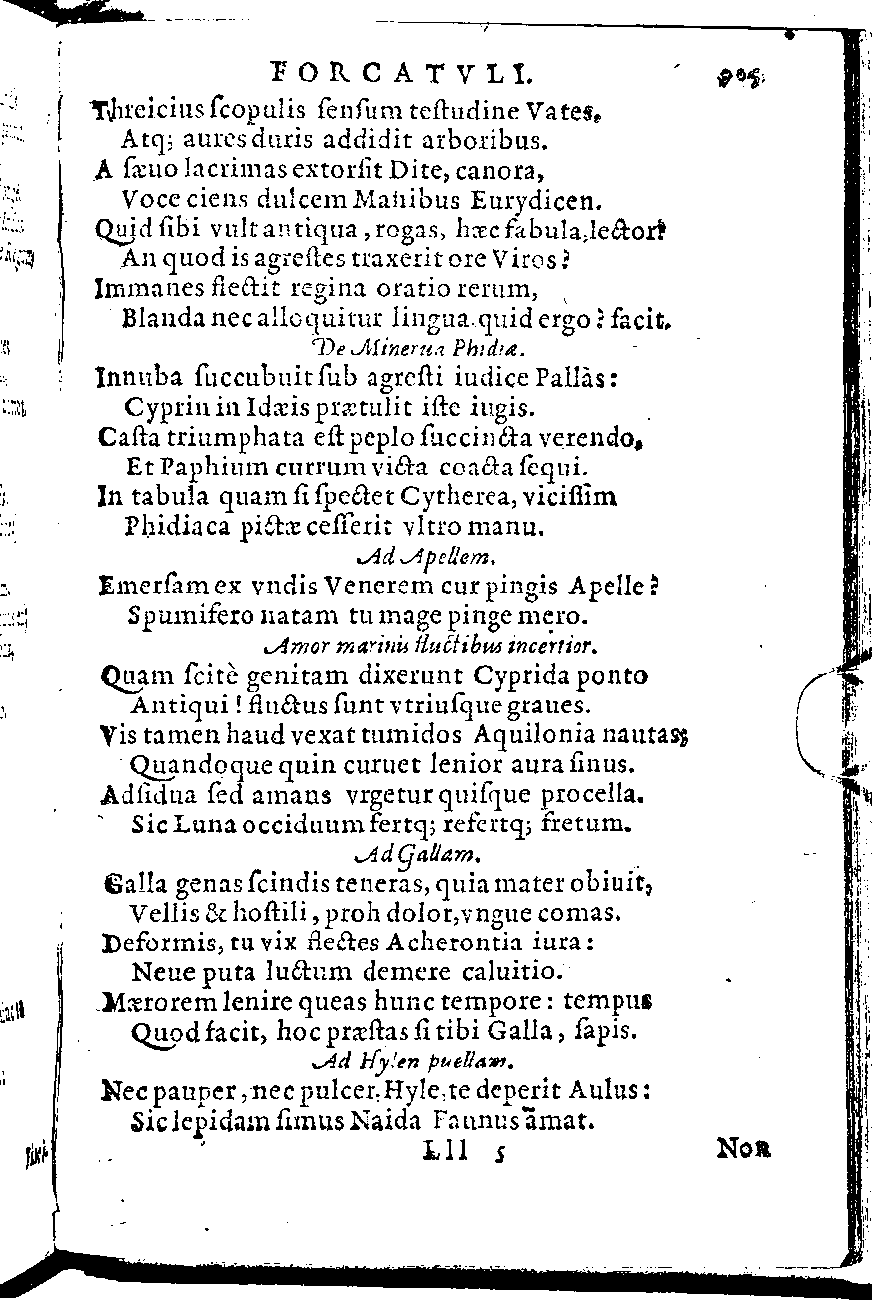 FORCATVLI. 905
Threicius ſcopulis ſenſum teſtudine Vates,
Atq; aures duris addidit arboribus.
A ſæuo lacrimas extorſit Dite, canora,
Voce ciens dulcem Manibus Eurydicen.
Quid ſibi vult antiqua, rogas, hæc fabula, lector?
An quod is agreſtes traxerit ore Viros?
Immanes flectit regina oratio rerum,
Blanda nec alloquitur lingua. quid ergo? facit.
De Minerua Phidiæ.
Innuba ſuccubuit ſub agreſti iudice Pallàs:
Cyprin in Idæis prætulit iſte iugis.
Caſta triumphata eſt peplo ſuccincta verendo,
Et Paphium currum victa coacta ſequi.
In tabula quam ſi ſpectet Cytherea, viciſſim
Phidiaca pictæ ceſſerit vltro manu.
Ad Apellem.
Emerſam ex vndis Venerem cur pingis Apelle?
Spumifero natam tu mage pinge mero.
Amor marinis fluctibus incertior.
Quam ſcitè genitam dixerunt Cyprida ponto
Antiqui! fluctus ſunt vtriuſque graues.
Vis tamen haud vexat tumidos Aquilonia nautas;
Quandoque quin curuet lenior aura ſinus.
Adſidua ſed amans vrgetur quiſque procella.
Sic Luna occiduum fertq; refertq; fretum.
Ad Gallam.
Galla genas ſcindis teneras, quia mater obiuit,
Vellis & hoſtili, proh dolor, vngue comas.
Deformis, tu vix flectes Acherontia iura:
Neue puta luctum demere caluitio.
Mærorem lenire queas hunc tempore: tempus
Quod facit, hoc præſtas ſi tibi Galla, ſapis.
Ad Hylen puellam.
Nec pauper, nec pulcer, Hyle, te deperit Aulus:
Sic lepidam ſimus Naida Faunus amat.
Lll 5 Non